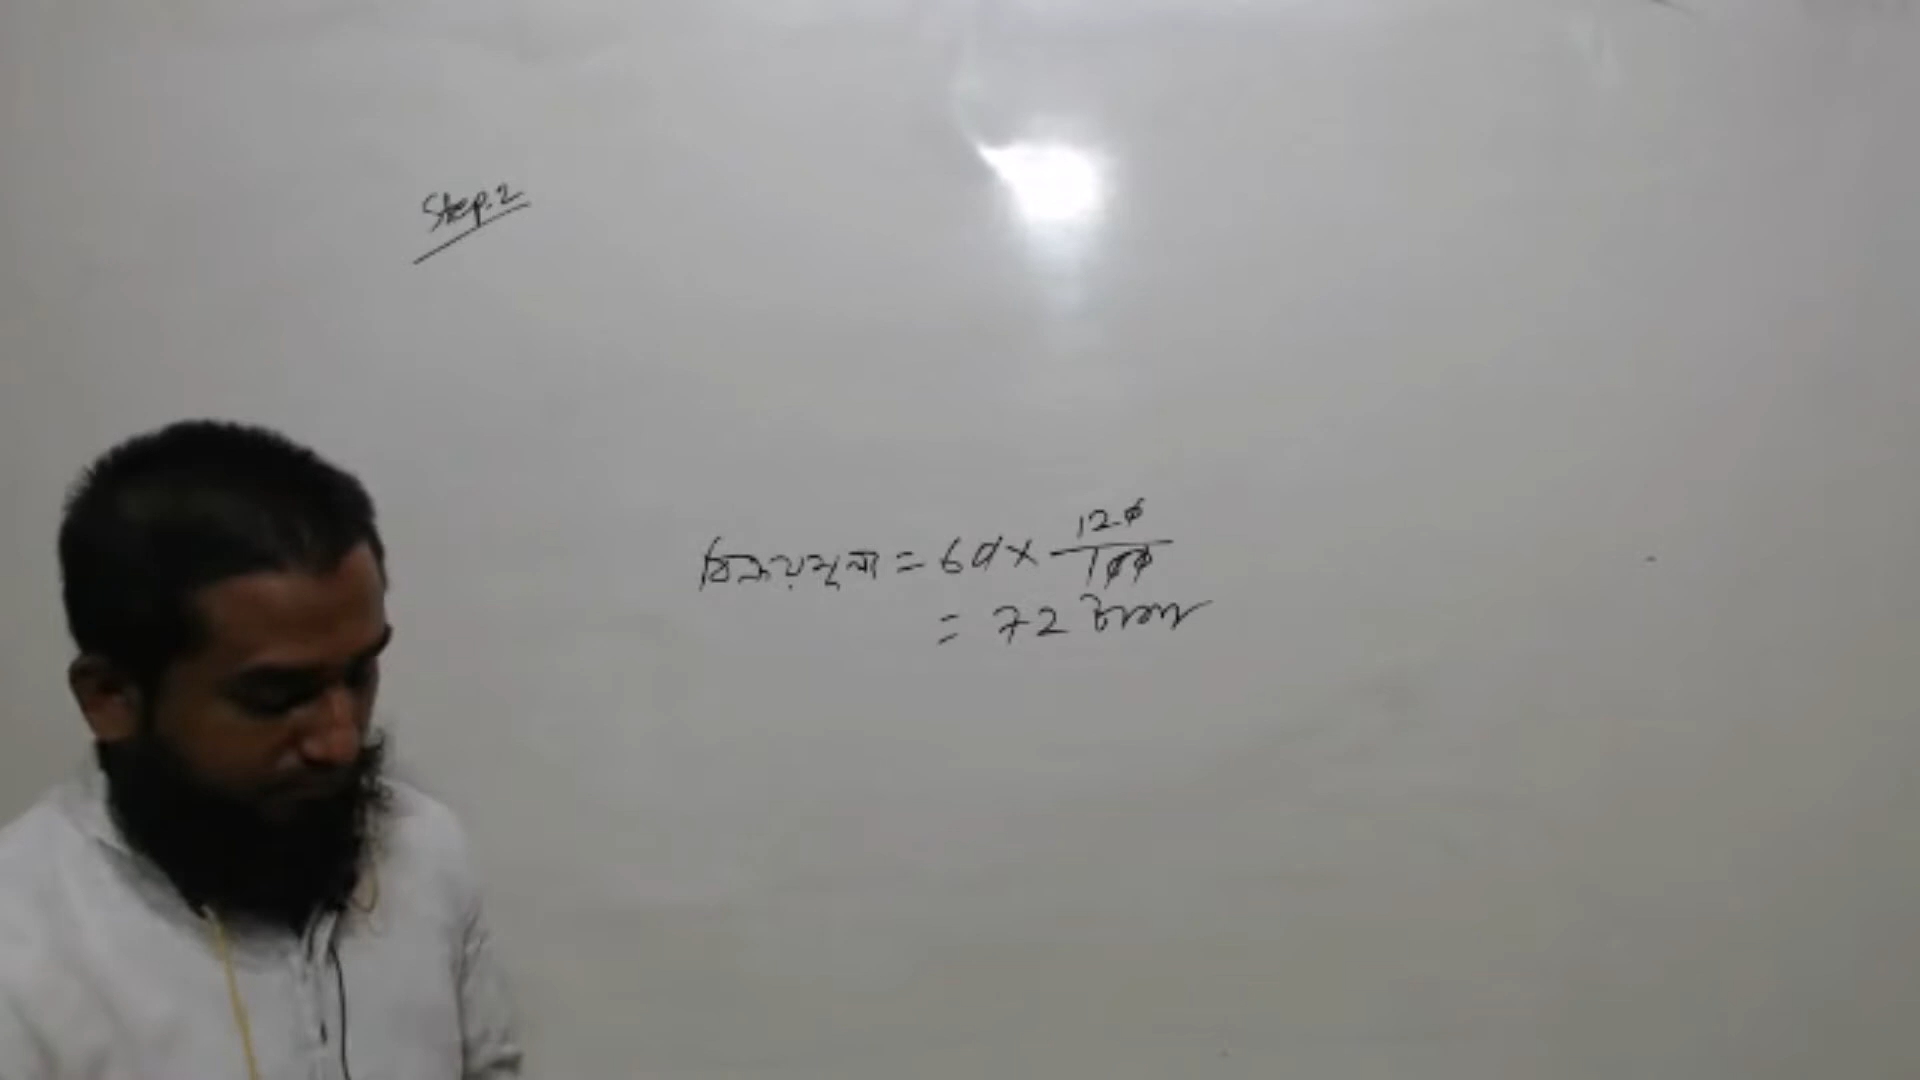 Step.2
বিক্রয়মূল্য = 60 × 120/100
= 72 টাকা